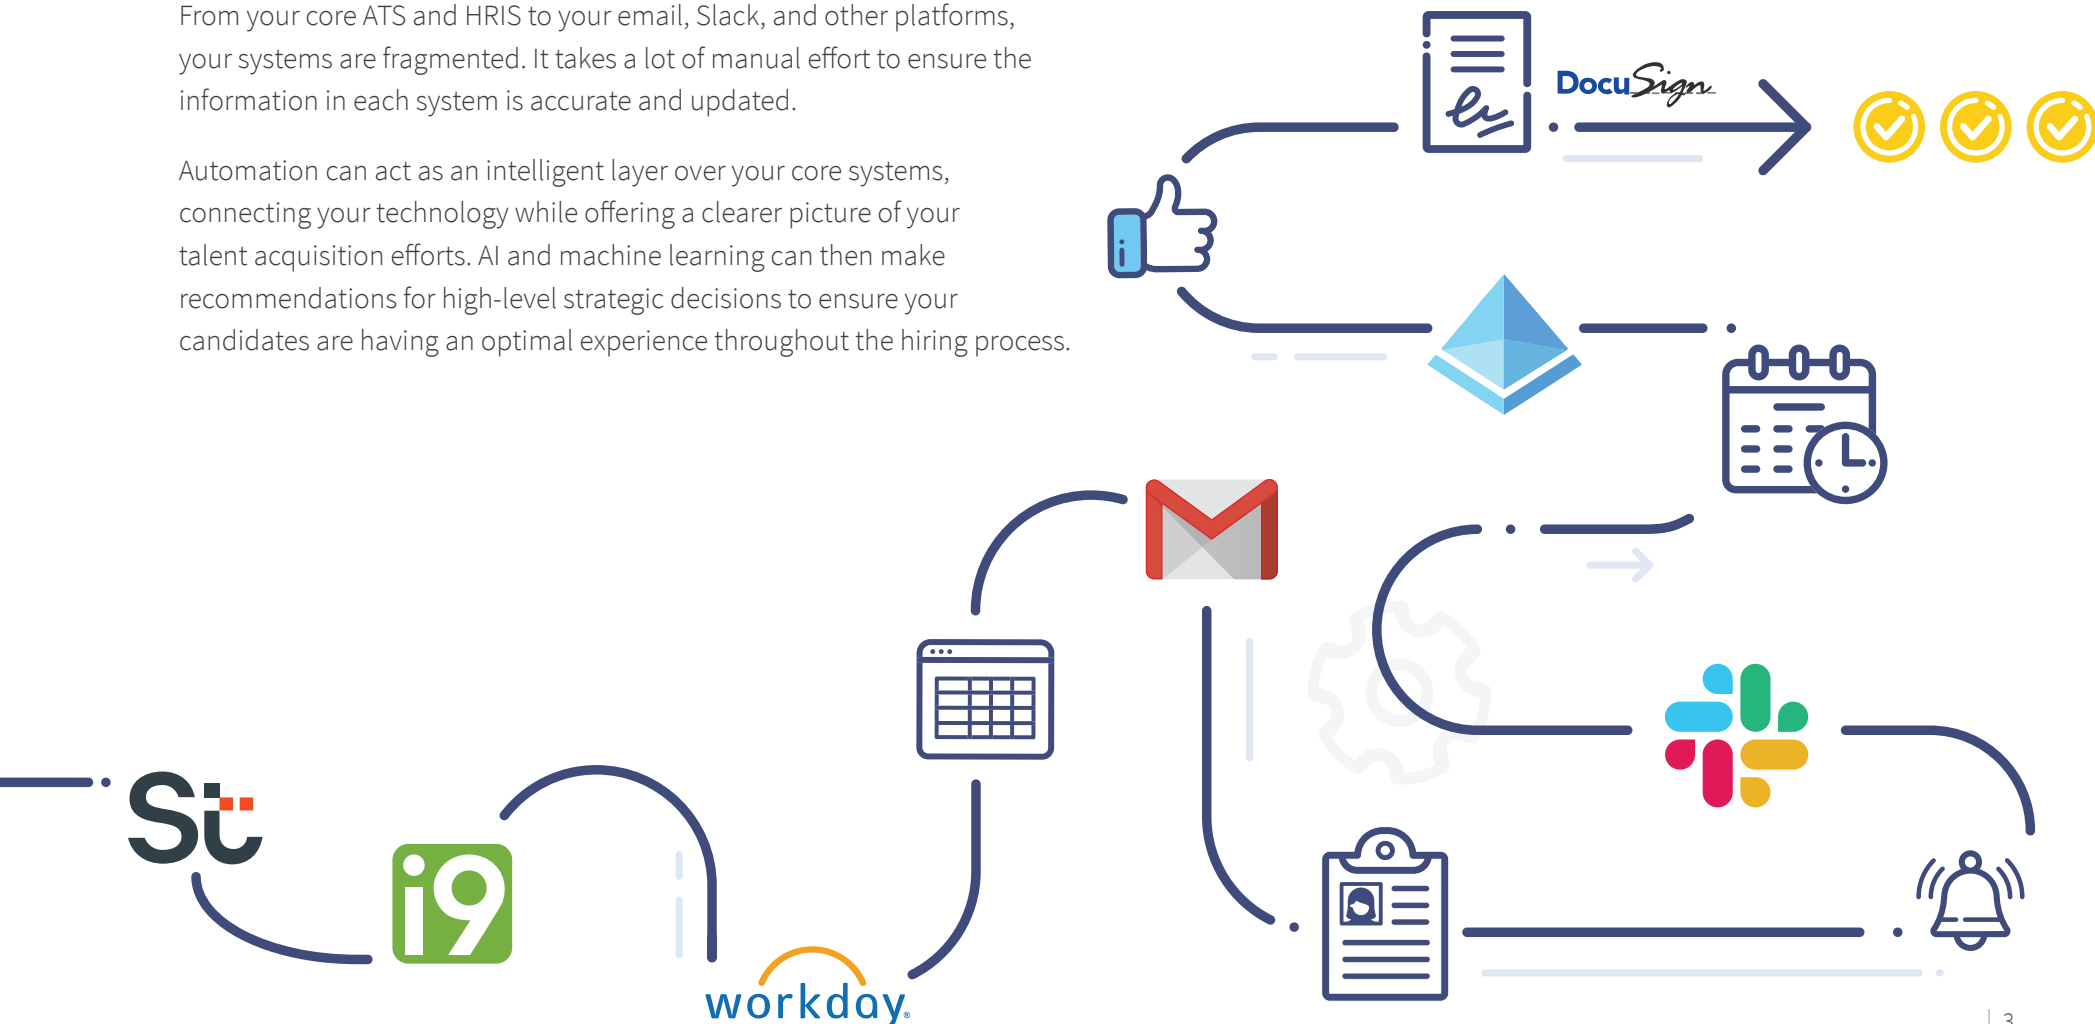 From your core ATS and HRIS to your email, Slack, and other platforms,
your systems are fragmented. It takes a lot of manual effort to ensure the
information in each system is accurate and updated.
Automation can act as an intelligent layer over your core systems,
connecting your technology while offering a clearer picture of your
talent acquisition efforts. AI and machine learning can then make
recommendations for high-level strategic decisions to ensure your
candidates are having an optimal experience throughout the hiring process.
DocuSign
St
i9
workday®
| 3